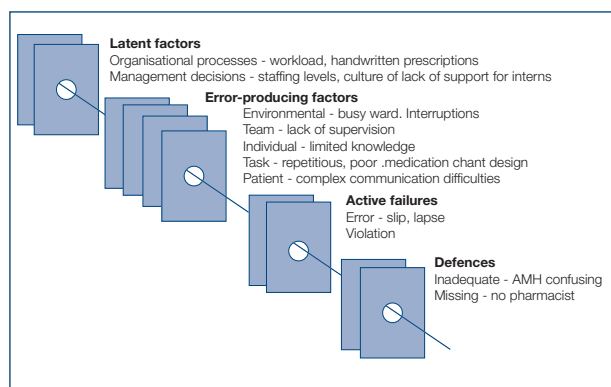 Latent factors
Organisational processes - workload, handwritten prescriptions
Management decisions - staffing levels, culture of lack of support for interns
Error-producing factors
Environmental - busy ward. Interruptions
Team - lack of supervision
Individual - limited knowledge
Task - repetitious, poor .medication chant design
Patient - complex communication difficulties
Active failures
Error - slip, lapse
Violation
Defences
Inadequate - AMH confusing
Missing - no pharmacist